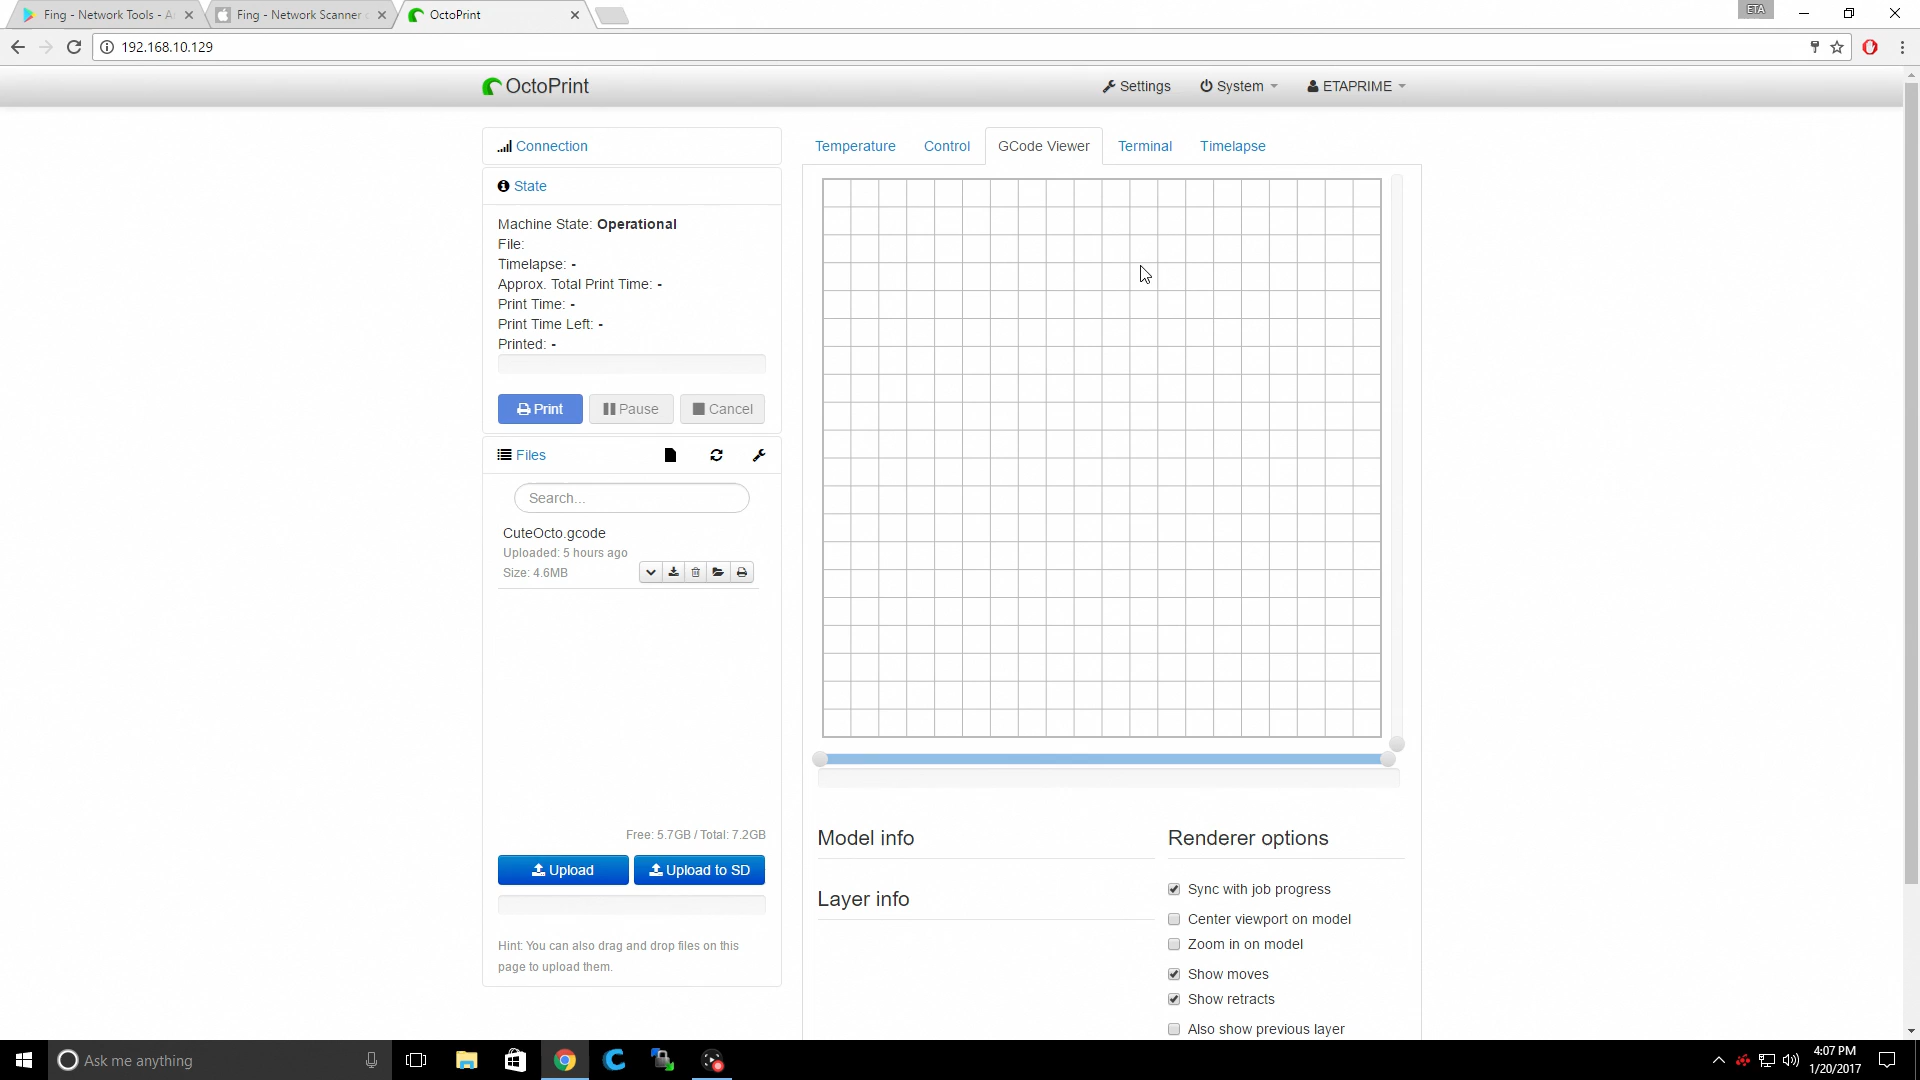 Fing - Network Tools - A
Fing - Network Scanner
OctoPrint
ETA
192.168.10.129
OctoPrint
Settings
System
ETAPRIME
Connection
State
Machine State: Operational
File:
Timelapse: -
Approx. Total Print Time: -
Print Time: -
Print Time Left: -
Printed: -
Print
Pause
Cancel
Files
Search...
CuteOcto.gcode
Uploaded: 5 hours ago
Size: 4.6MB
Free: 5.7GB / Total: 7.2GB
Upload
Upload to SD
Hint: You can also drag and drop files on this
page to upload them.
Temperature
Control
GCode Viewer
Terminal
Timelapse
Model info
Layer info
Renderer options
Sync with job progress
Center viewport on model
Zoom in on model
Show moves
Show retracts
Also show previous layer
Ask me anything
4:07 PM
1/20/2017